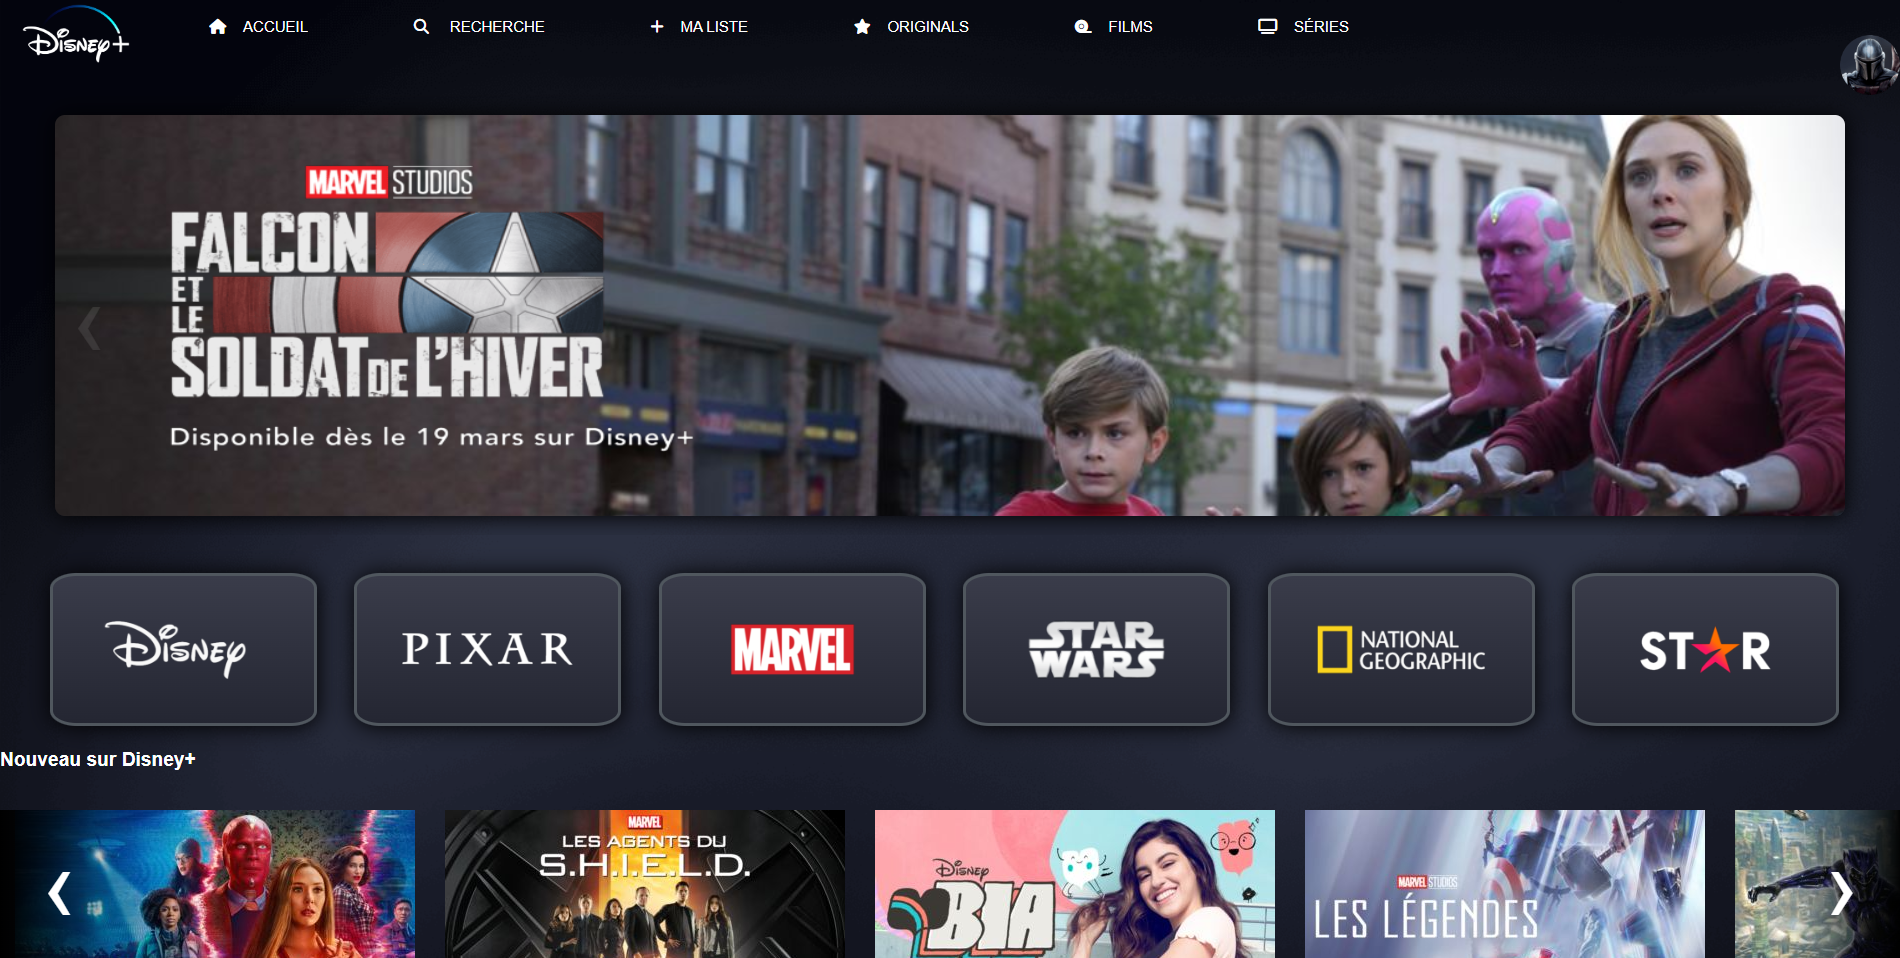 Disney+
ACCUEIL
RECHERCHE
MA LISTE
ORIGINALS
FILMS
SÉRIES
MARVEL STUDIOS
FALCON
ET
LE
SOLDAT DE L'HIVER
Disponible dès le 19 mars sur Disney+
Disney
PIXAR
MARVEL
STAR
WARS
NATIONAL
GEOGRAPHIC
STAR
Nouveau sur Disney+
MARVEL
LES AGENTS DU
S.H.I.E.L.D.
Disney
BIA
MARVEL STUDIOS
LES LÉGENDES